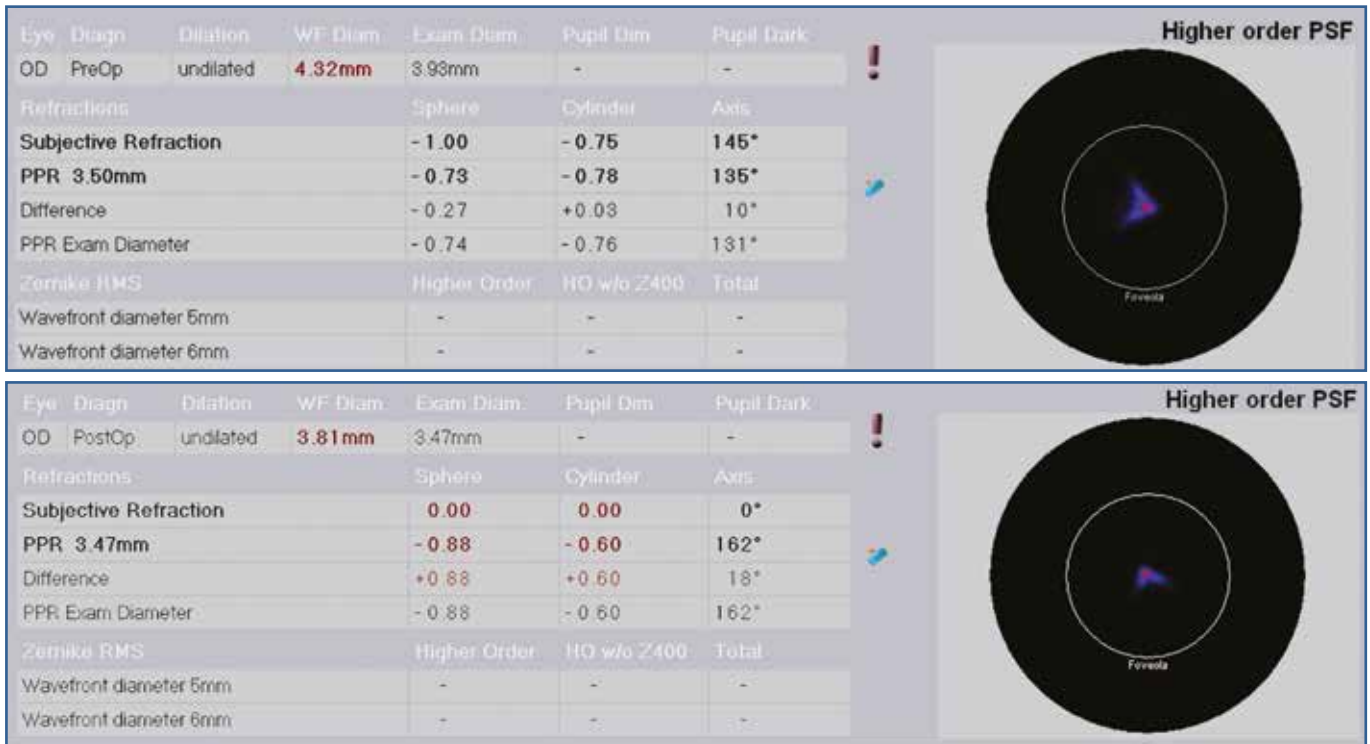 Eye Diagn Dilation WF Diam Exam Diam. Pupil Dim Pupil Dark
OD PreOp undilated 4.32mm 3.93mm - -
Refractions Sphere Cylinder Axis
Subjective Refraction - 1.00 - 0.75 145°
PPR 3.50mm - 0.73 - 0.78 135°
Difference - 0.27 +0.03 10°
PPR Exam Diameter - 0.74 - 0.76 131°
Zernike RMS Higher Order HO w/o Z400 Total
Wavefront diameter 5mm - - -
Wavefront diameter 6mm - - -
Higher order PSF
Foveola
Eye Diagn Dilation WF Diam Exam Diam. Pupil Dim Pupil Dark
OD PostOp undilated 3.81mm 3.47mm - -
Refractions Sphere Cylinder Axis
Subjective Refraction 0.00 0.00 0°
PPR 3.47mm - 0.88 - 0.60 162°
Difference +0.88 +0.60 18°
PPR Exam Diameter - 0.88 - 0.60 162°
Zernike RMS Higher Order HO w/o Z400 Total
Wavefront diameter 5mm - - -
Wavefront diameter 6mm - - -
Higher order PSF
Foveola